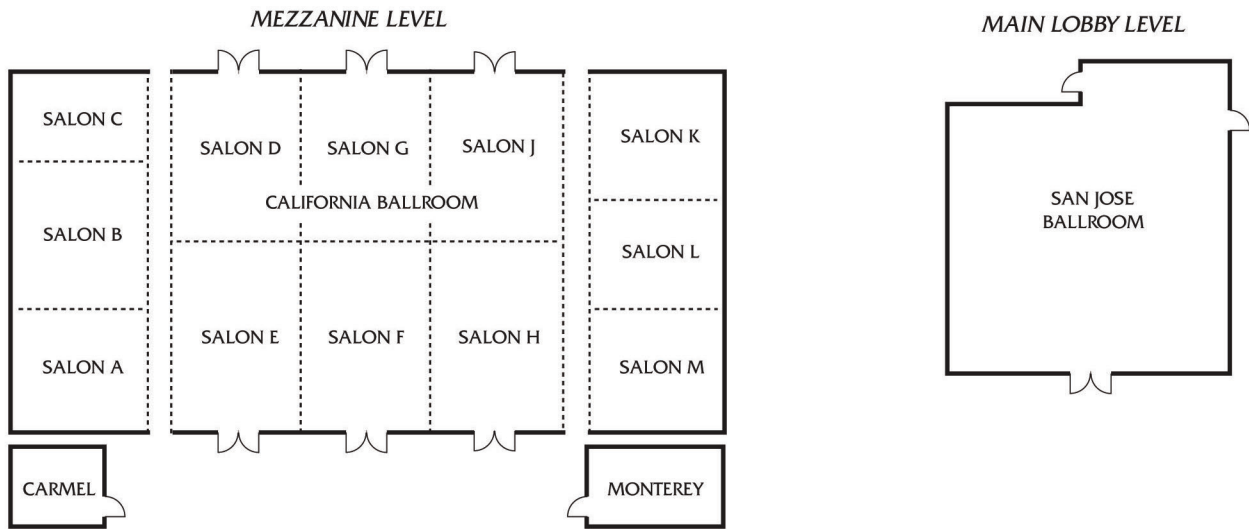 MEZZANINE LEVEL
MAIN LOBBY LEVEL
SALON C
SALON B
SALON A
SALON D
SALON G
SALON J
CALIFORNIA BALLROOM
SALON E
SALON F
SALON H
SALON K
SALON L
SALON M
CARMEL
MONTEREY
SAN JOSE
BALLROOM